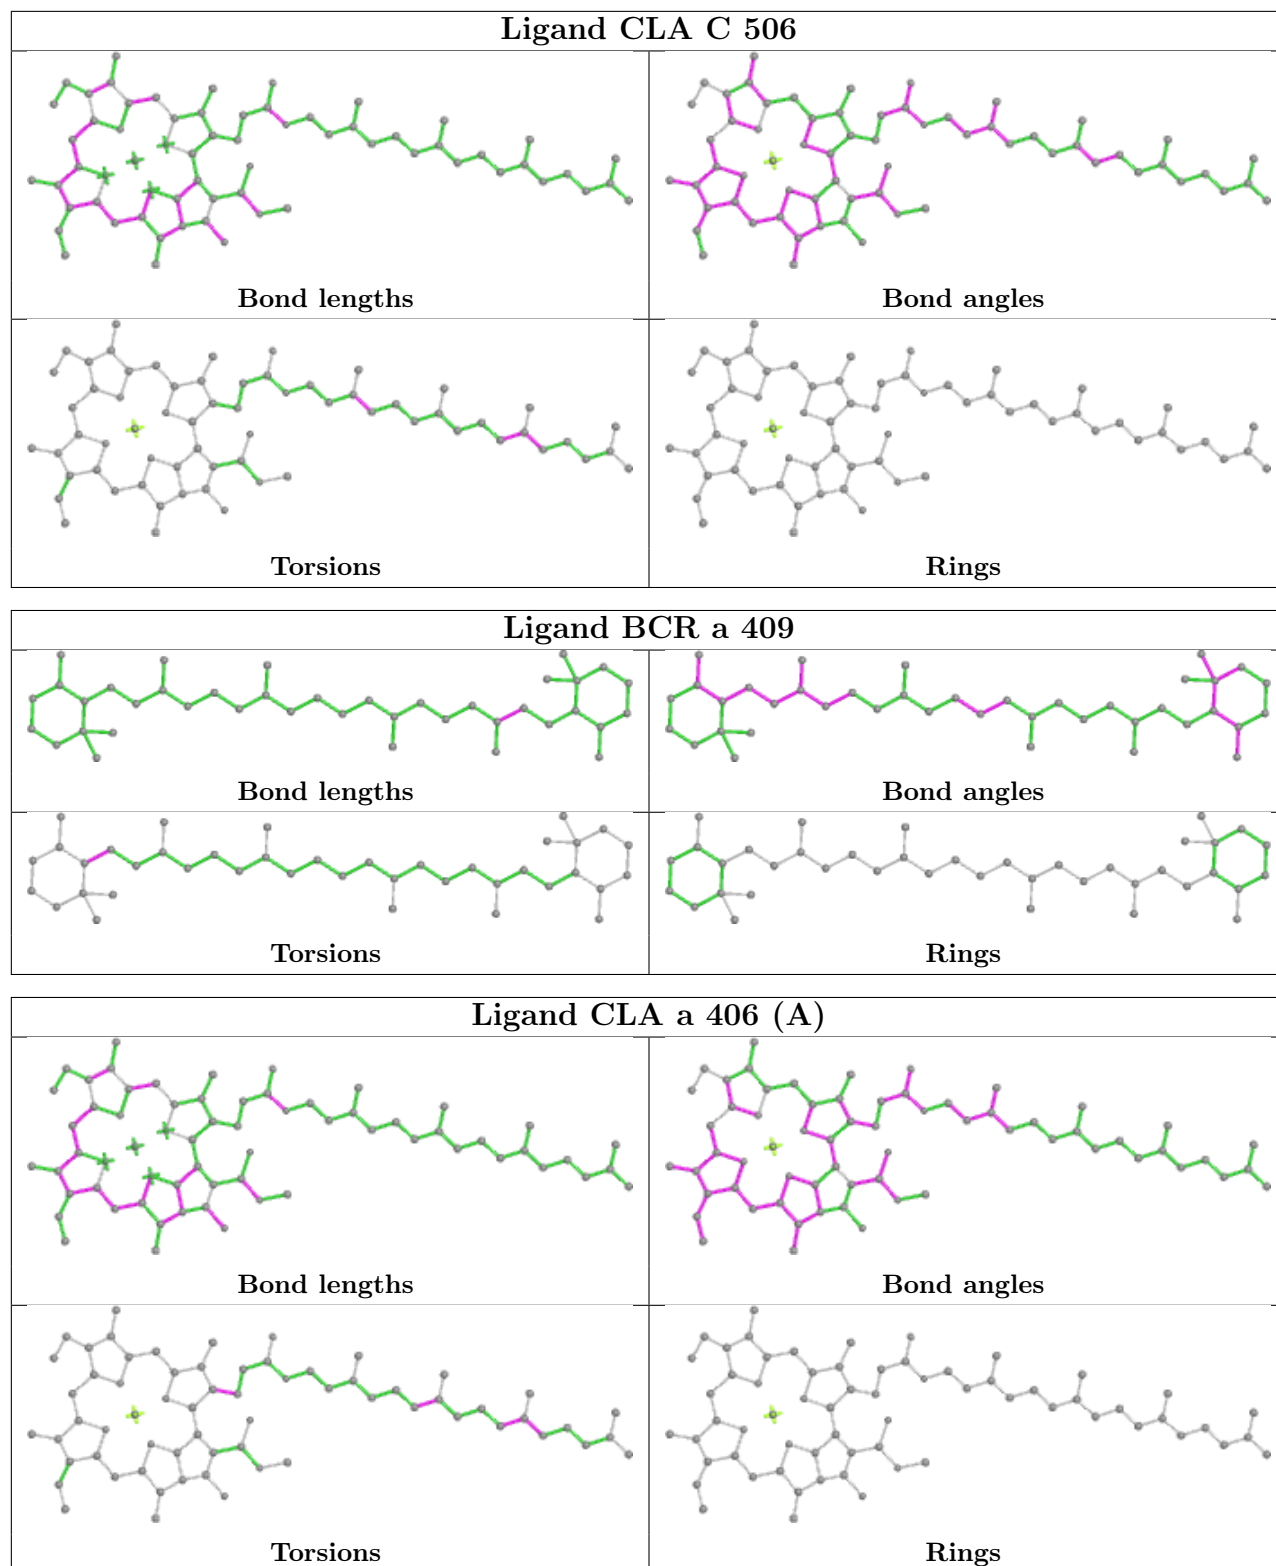 Ligand CLA C 506
Bond lengths
Bond angles
Torsions
Rings
Ligand BCR a 409
Bond lengths
Bond angles
Torsions
Rings
Ligand CLA a 406 (A)
Bond lengths
Bond angles
Torsions
Rings